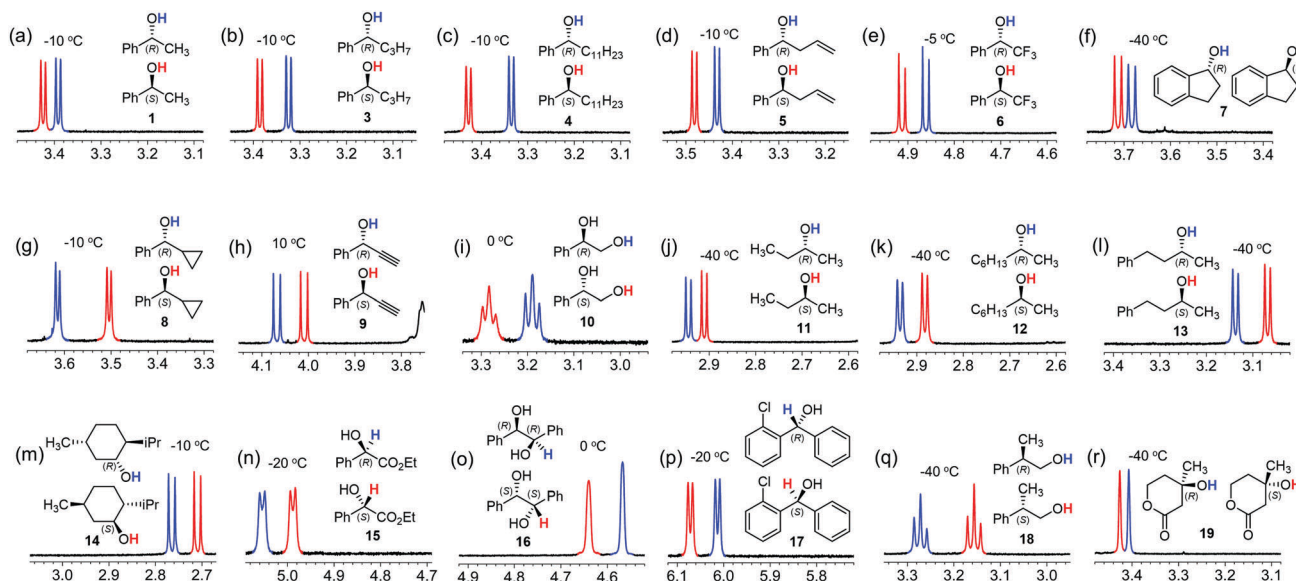 (a) -10 °C OH Ph (R) CH3 OH Ph (S) CH3 1
3.4 3.3 3.2 3.1
(b) -10 °C OH Ph (R) C3H7 OH Ph (S) C3H7 3
3.4 3.3 3.2 3.1
(c) -10 °C OH Ph (R) C11H23 OH Ph (S) C11H23 4
3.4 3.3 3.2 3.1
(d) -10 °C OH Ph (R) OH Ph (S) 5
3.5 3.4 3.3 3.2
(e) -5 °C OH Ph (S) CF3 OH Ph (R) CF3 6
4.9 4.8 4.7 4.6
(f) -40 °C OH (R) 7
3.7 3.6 3.5 3.4
(g) -10 °C OH Ph (R) OH Ph (S) 8
3.6 3.5 3.4 3.3
(h) 10 °C OH Ph (R) OH Ph (S) 9
4.1 4.0 3.9 3.8
(i) 0 °C OH Ph (R) OH OH Ph (S) OH 10
3.3 3.2 3.1 3.0
(j) -40 °C OH H3C (R) CH3 OH H3C (S) CH3 11
2.9 2.8 2.7 2.6
(k) -40 °C OH C6H13 (R) CH3 OH C6H13 (S) CH3 12
2.9 2.8 2.7 2.6
(l) -40 °C OH Ph (R) CH3 OH Ph (S) CH3 13
3.4 3.3 3.2 3.1
(m) -10 °C H3C iPr (R) OH H3C iPr (S) OH 14
3.0 2.9 2.8 2.7
(n) -20 °C HO H Ph (R) CO2Et HO H Ph (S) CO2Et 15
5.0 4.9 4.8 4.7
(o) 0 °C OH Ph (R) (R) Ph OH H OH Ph (S) (S) Ph OH H 16
4.9 4.8 4.7 4.6
(p) -20 °C Cl H OH (R) Cl H OH (S) 17
6.1 6.0 5.9 5.8
(q) -40 °C CH3 Ph (R) OH CH3 Ph (S) OH 18
3.3 3.2 3.1 3.0
(r) -40 °C CH3 OH (R) O O CH3 OH (S) O O 19
3.4 3.3 3.2 3.1